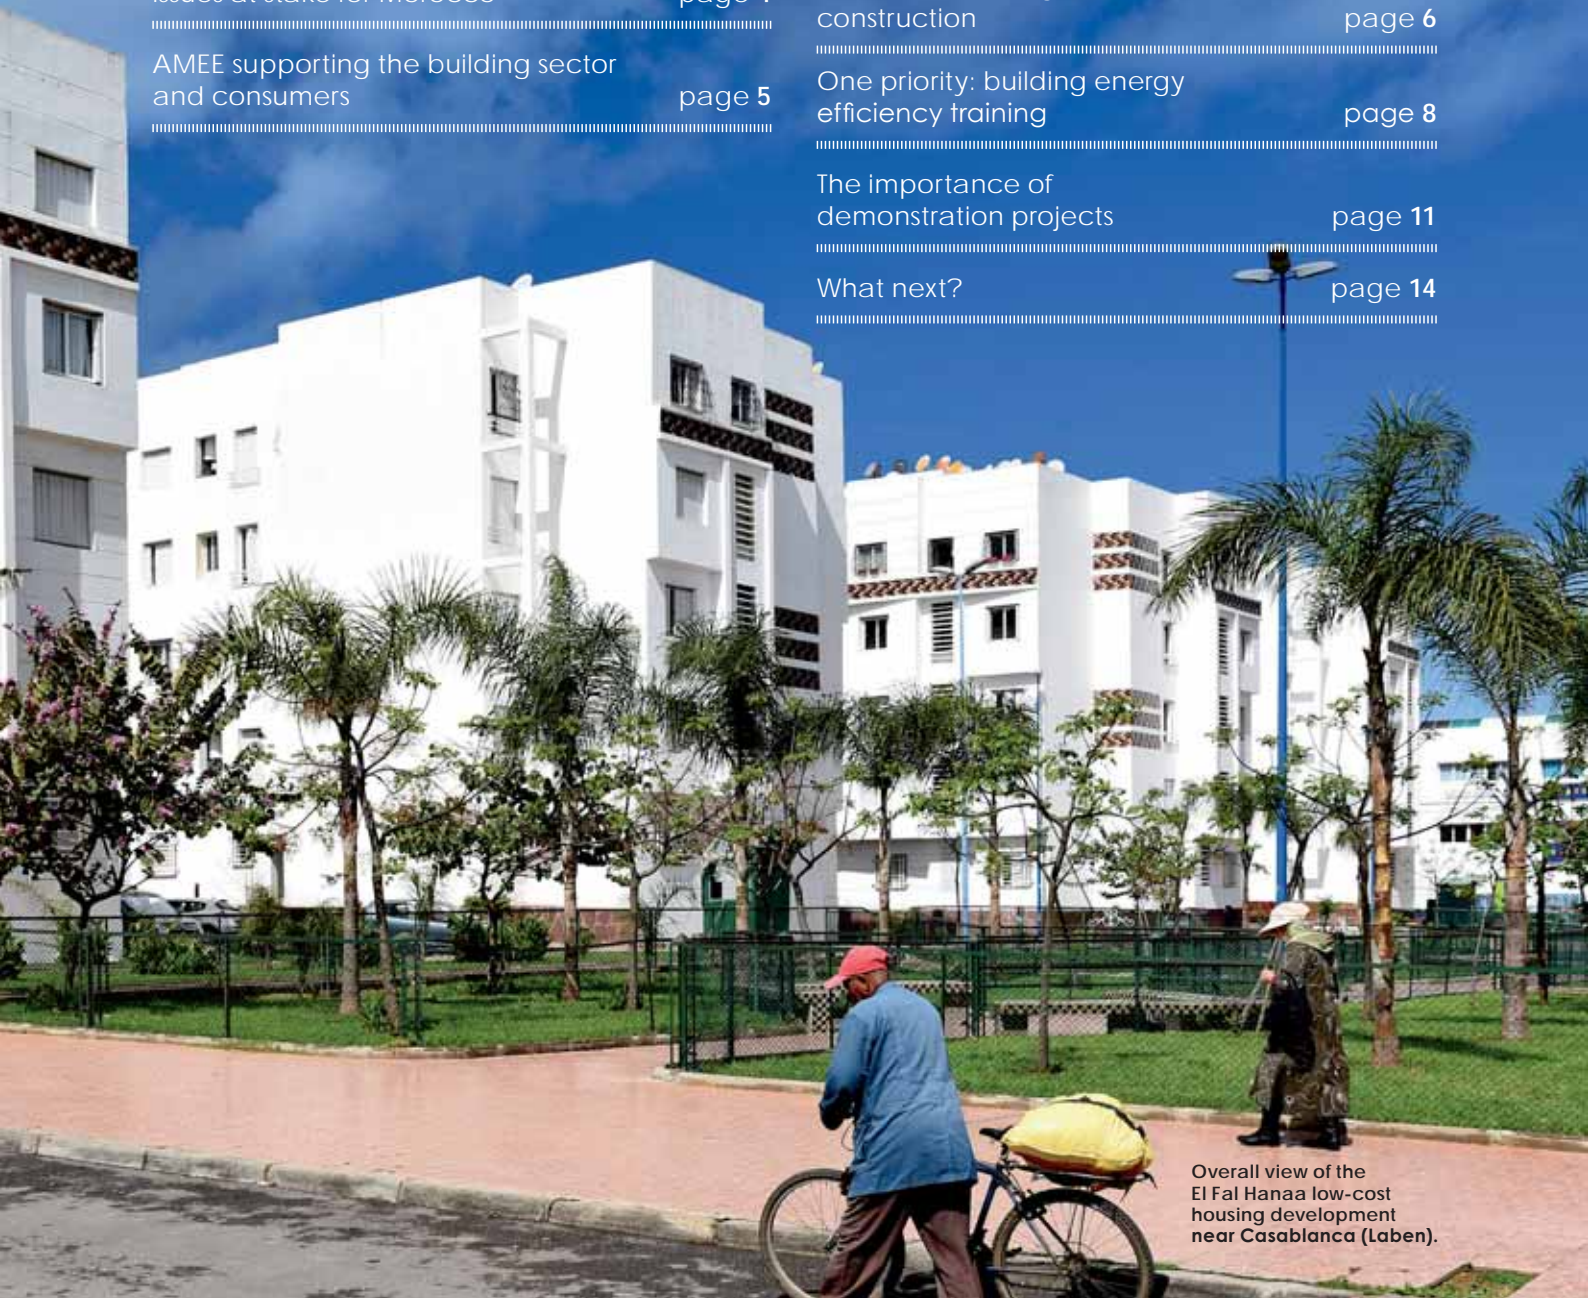 AMEE supporting the building sector
and consumers page 5
construction page 6
One priority: building energy
efficiency training page 8
The importance of
demonstration projects page 11
What next? page 14
Overall view of the
El Fal Hanaa low-cost
housing development
near Casablanca (Laben).